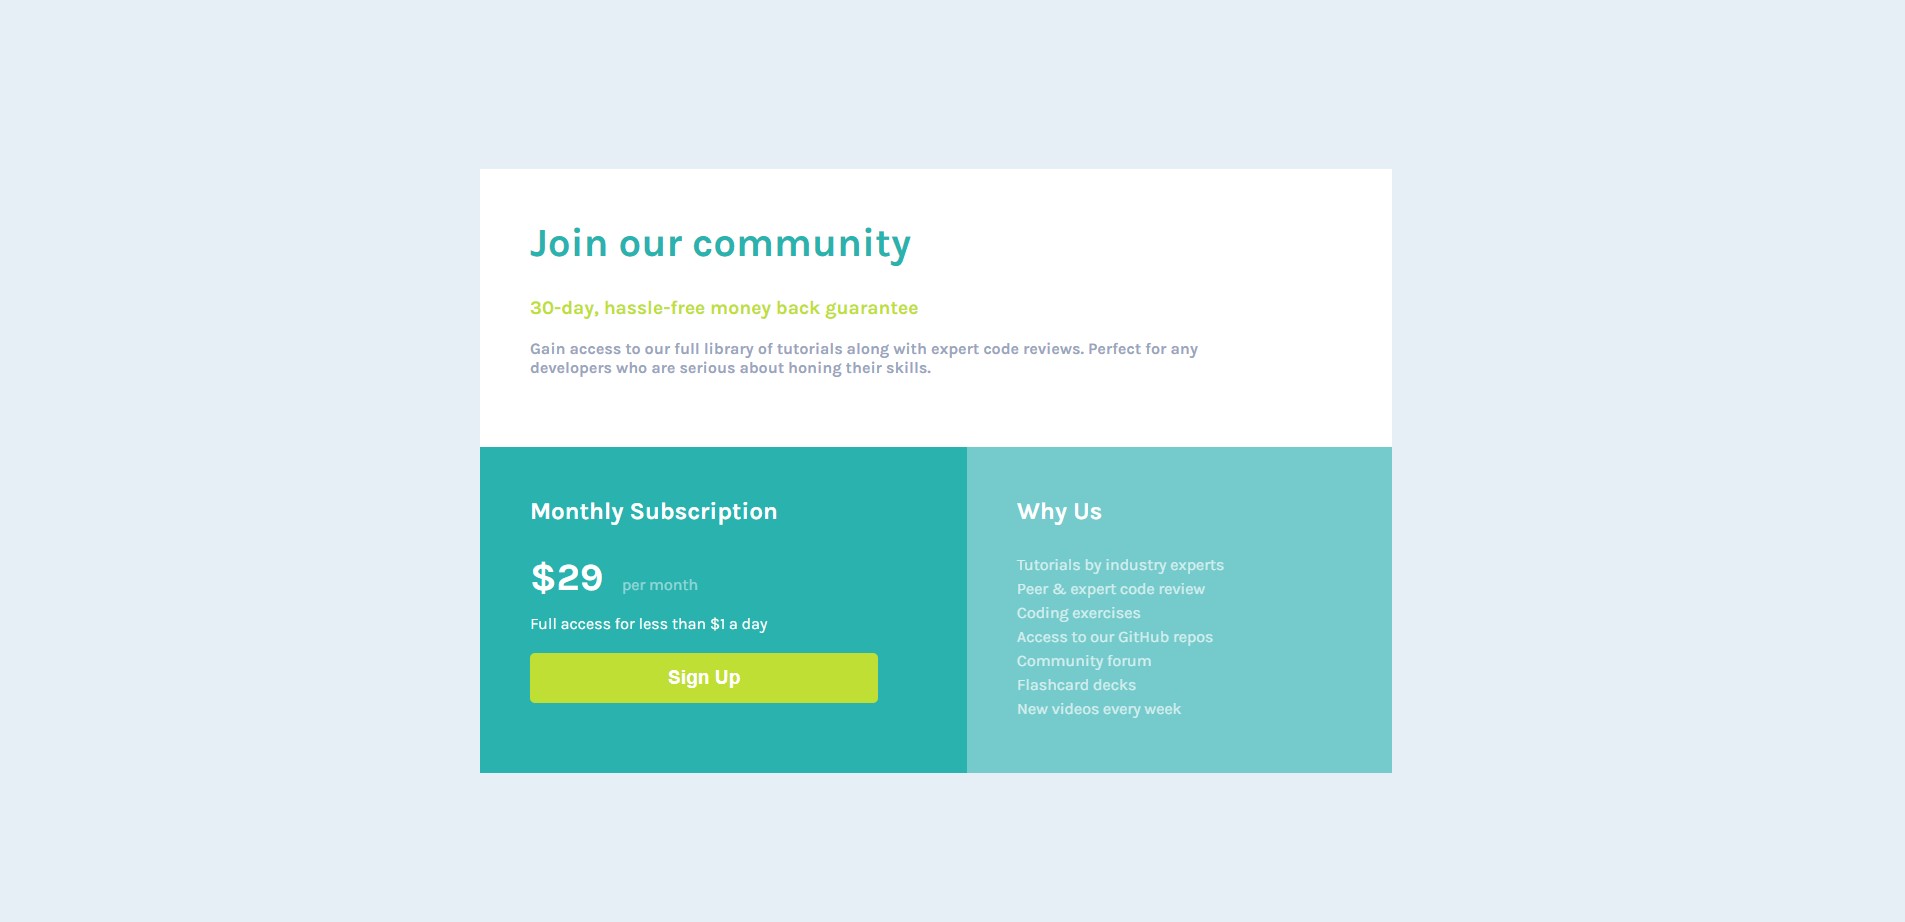 Join our community
30-day, hassle-free money back guarantee
Gain access to our full library of tutorials along with expert code reviews. Perfect for any
developers who are serious about honing their skills.
Monthly Subscription
$29 per month
Full access for less than $1 a day
Sign Up
Why Us
Tutorials by industry experts
Peer & expert code review
Coding exercises
Access to our GitHub repos
Community forum
Flashcard decks
New videos every week